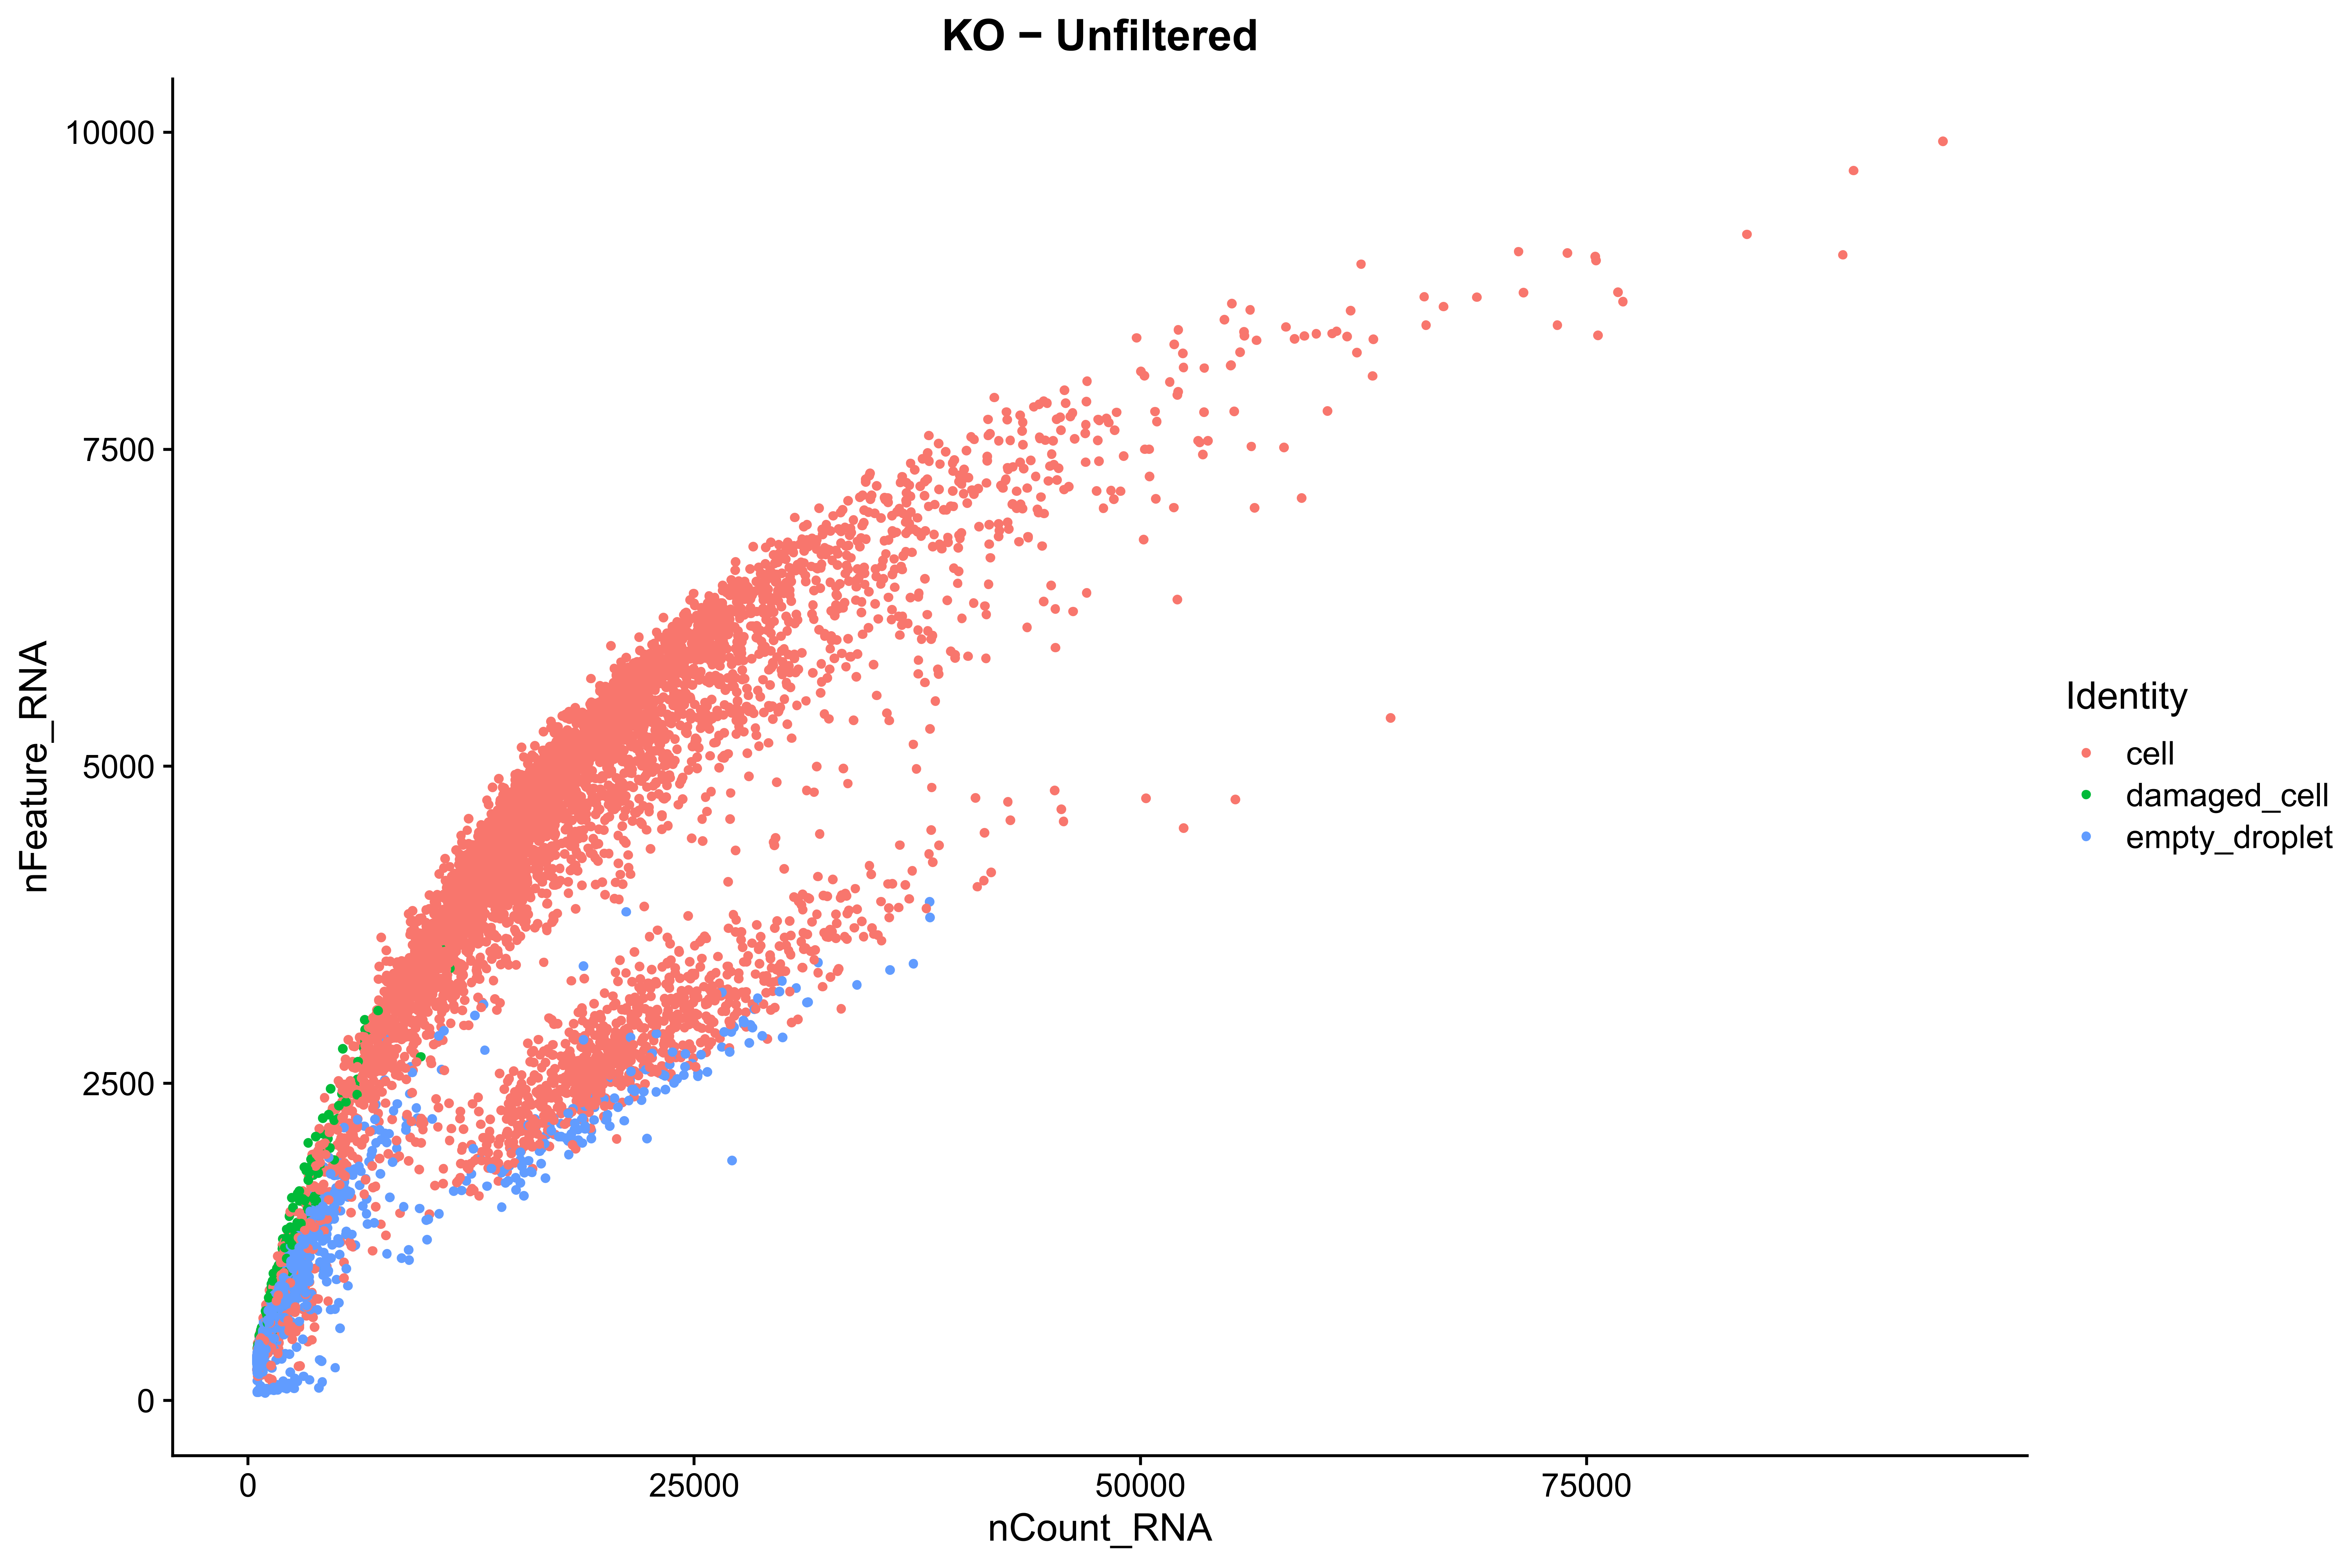 KO − Unfiltered
10000
7500
5000
2500
0
nFeature_RNA
0
25000
50000
75000
nCount_RNA
Identity
cell
damaged_cell
empty_droplet